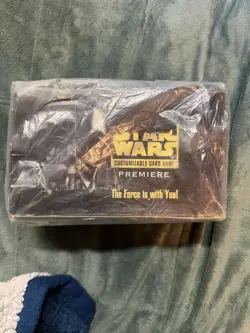 STAR
WARS
CUSTOMIZABLE CARD GAME
PREMIERE
The Force is with You!